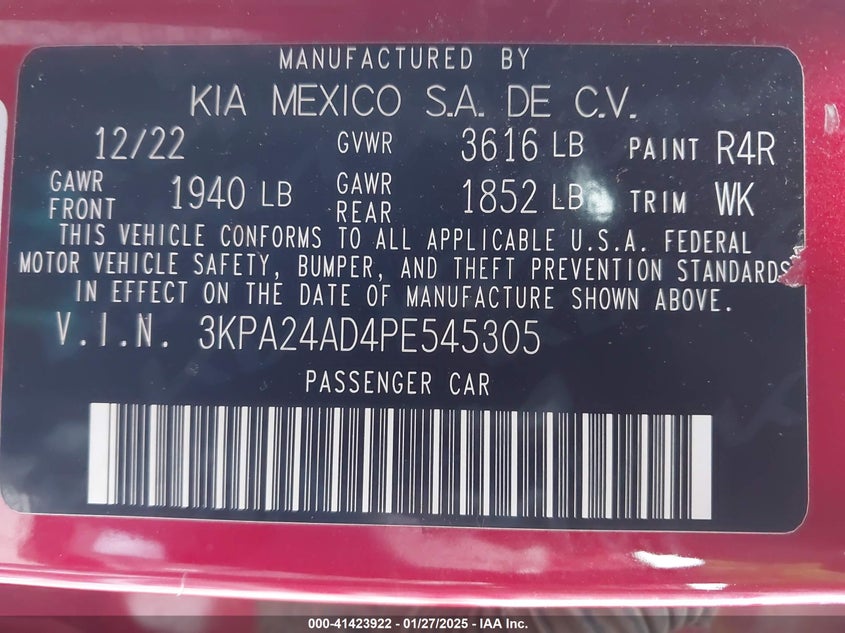 MANUFACTURED BY
KIA MEXICO S.A. DE C.V.
12/22 GVWR 3616 LB PAINT R4R
GAWR FRONT 1940 LB GAWR REAR 1852 LB TRIM WK
THIS VEHICLE CONFORMS TO ALL APPLICABLE U.S.A. FEDERAL
MOTOR VEHICLE SAFETY, BUMPER, AND THEFT PREVENTION STANDARDS
IN EFFECT ON THE DATE OF MANUFACTURE SHOWN ABOVE.
V.I.N. 3KPA24AD4PE545305
PASSENGER CAR
000-41423922 - 01/27/2025 - IAA Inc.